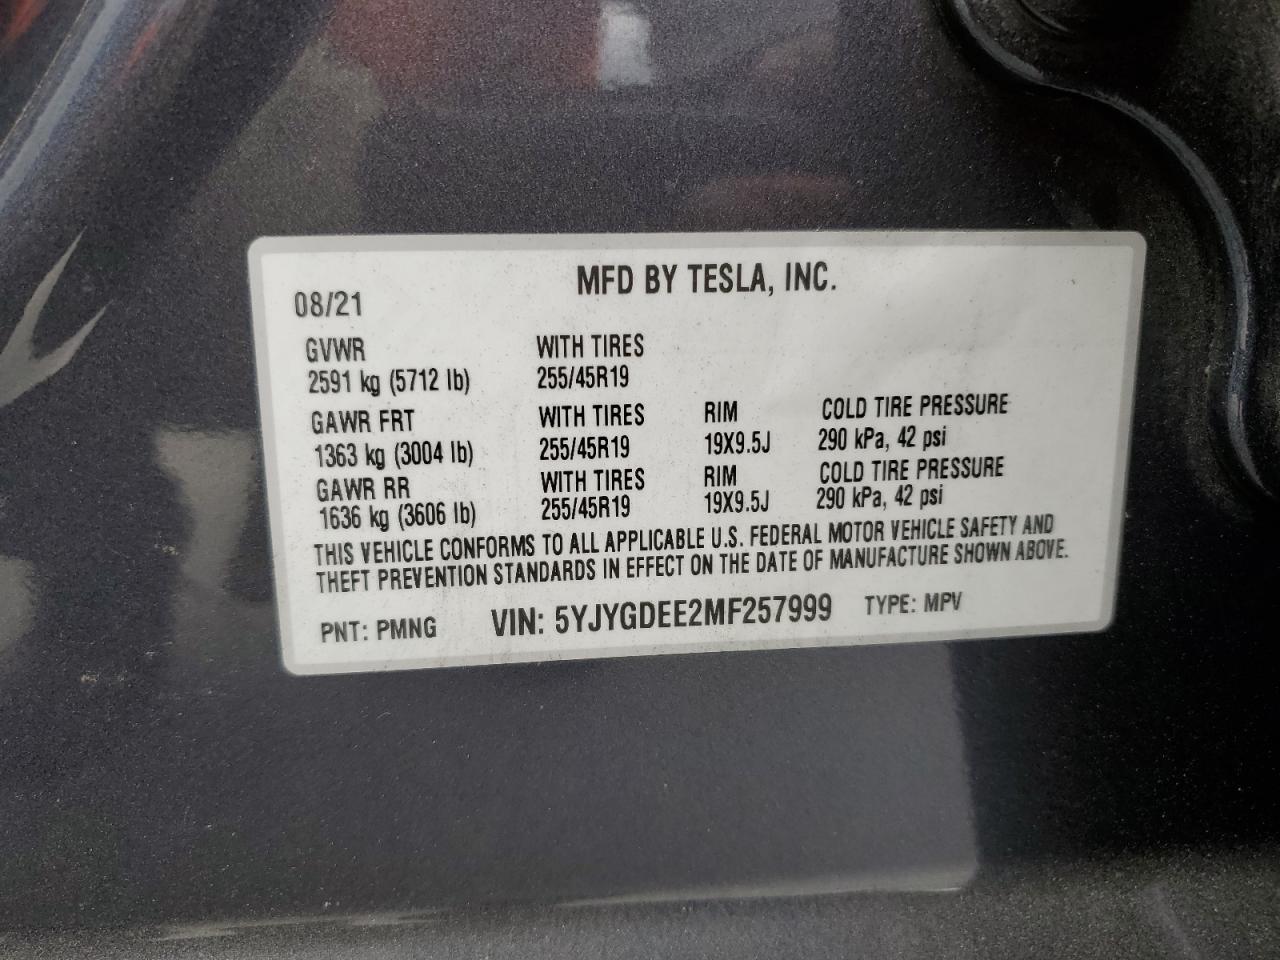 MFD BY TESLA, INC.
08/21
GVWR WITH TIRES
2591 kg (5712 lb) 255/45R19
GAWR FRT WITH TIRES RIM COLD TIRE PRESSURE
1363 kg (3004 lb) 255/45R19 19X9.5J 290 kPa, 42 psi
GAWR RR WITH TIRES RIM COLD TIRE PRESSURE
1636 kg (3606 lb) 255/45R19 19X9.5J 290 kPa, 42 psi
THIS VEHICLE CONFORMS TO ALL APPLICABLE U.S. FEDERAL MOTOR VEHICLE SAFETY AND
THEFT PREVENTION STANDARDS IN EFFECT ON THE DATE OF MANUFACTURE SHOWN ABOVE.
PNT: PMNG VIN: 5YJYGDEE2MF257999 TYPE: MPV